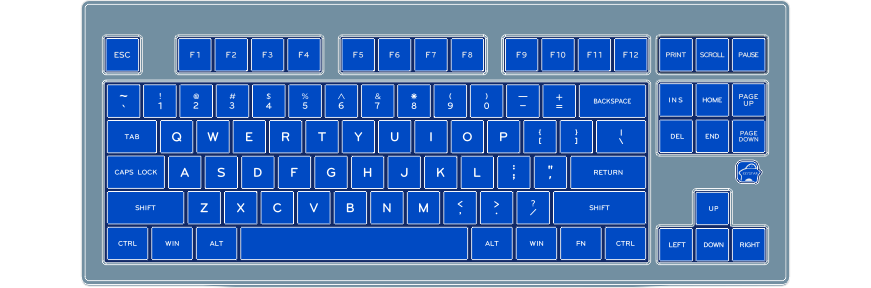 ESC F1 F2 F3 F4 F5 F6 F7 F8 F9 F10 F11 F12 PRINT SCROLL PAUSE
~ ! @ # $ % ^ & * ( ) — +
` 1 2 3 4 5 6 7 8 9 0 - = BACKSPACE INS HOME PAGE UP
TAB Q W E R T Y U I O P { } | DEL END PAGE DOWN
[ ] \
CAPS LOCK A S D F G H J K L : " RETURN
; ,
SHIFT Z X C V B N M < > ? SHIFT UP
, . /
CTRL WIN ALT ALT WIN FN CTRL LEFT DOWN RIGHT